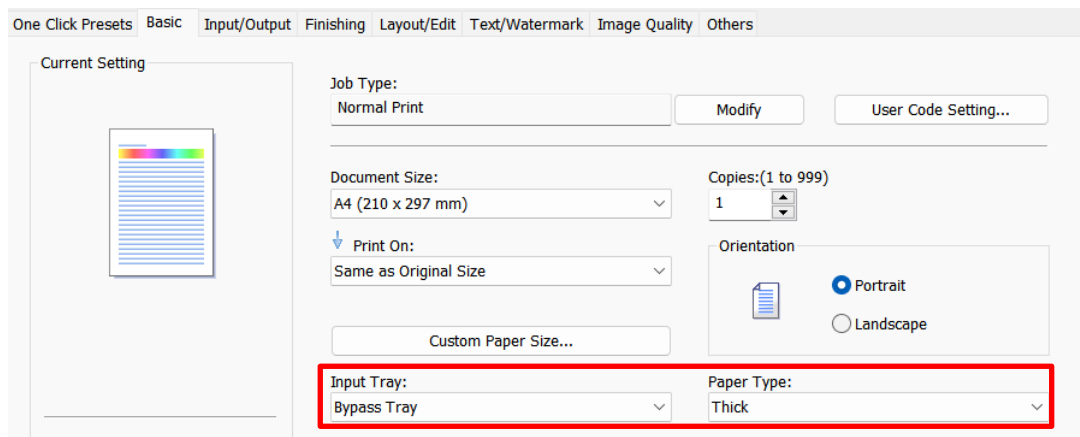 One Click Presets Basic Input/Output Finishing Layout/Edit Text/Watermark Image Quality Others
Current Setting
Job Type:
Normal Print Modify User Code Setting...
Document Size: Copies:(1 to 999)
A4 (210 x 297 mm) 1
Print On: Orientation
Same as Original Size Portrait
Landscape
Custom Paper Size...
Input Tray: Paper Type:
Bypass Tray Thick